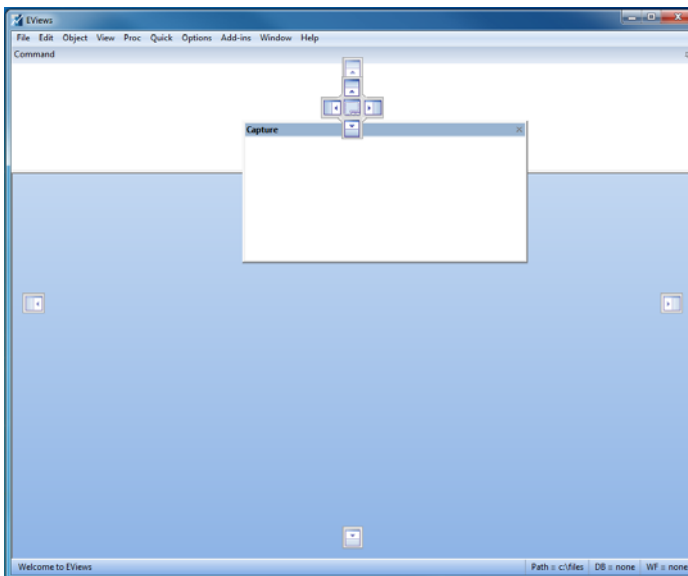 EViews
File Edit Object View Proc Quick Options Add-ins Window Help
Command
Capture
Welcome to EViews Path = c:\files DB = none WF = none